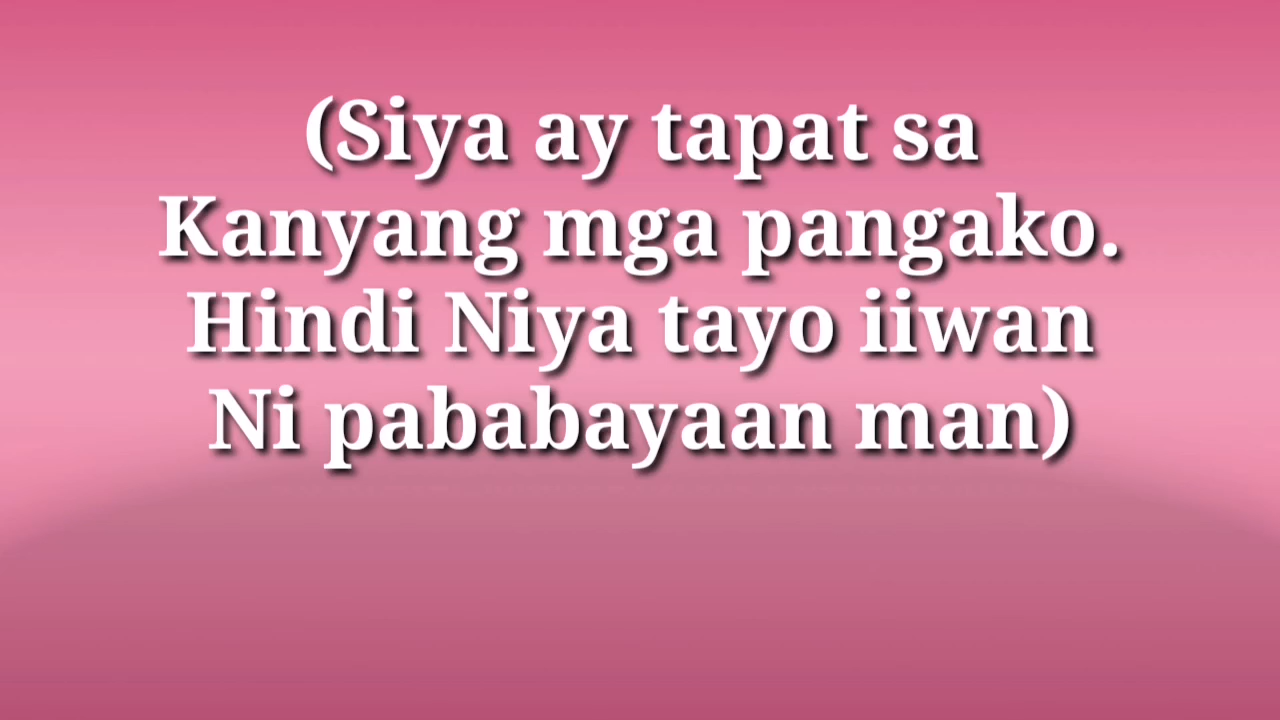 (Siya ay tapat sa
Kanyang mga pangako.
Hindi Niya tayo iiwan
Ni pababayaan man)